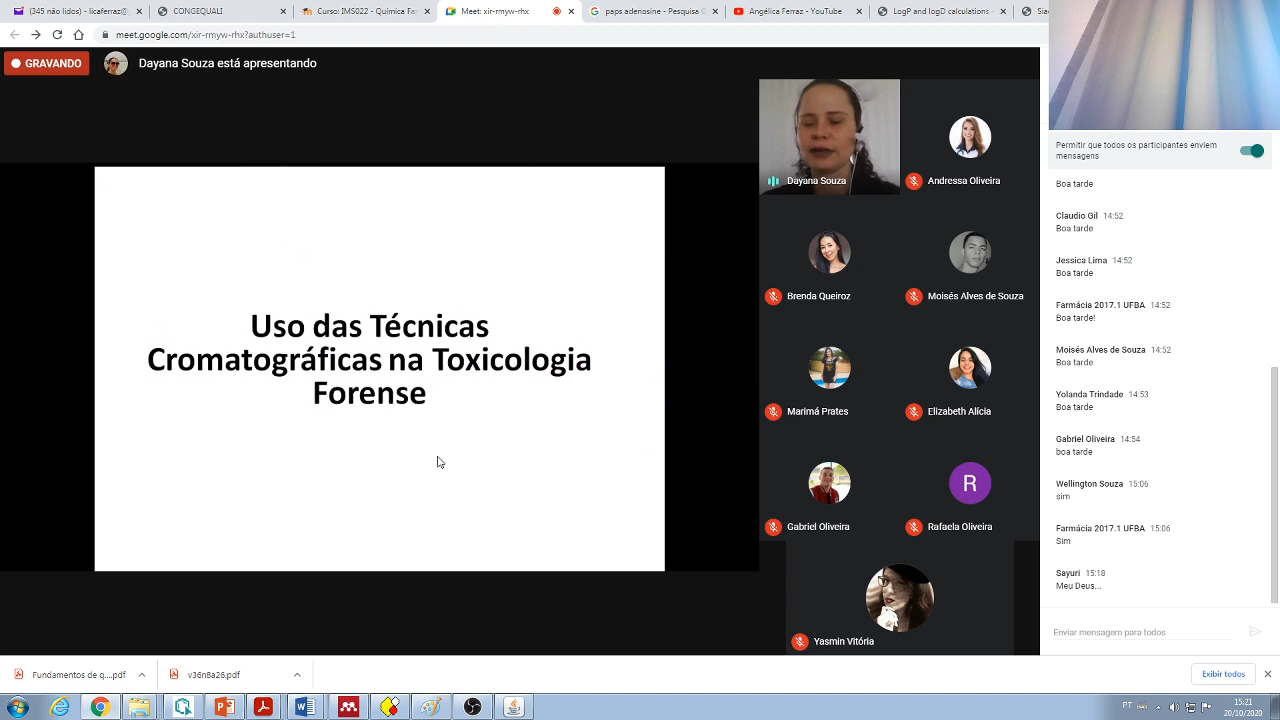 (345 não lidos) - licaferraz@
CONGEQUALI
Curso: IMS022 - Química Fa
Meet: xir-rmyw-rhx
paps adenosine - Pesquisa G
Angélica Ferraz - YouTube
LogP and logD calculations
meet.google.com/xir-rmyw-rhx?authuser=1
GRAVANDO
Dayana Souza está apresentando
Uso das Técnicas
Cromatográficas na Toxicologia
Forense
Dayana Souza
Andressa Oliveira
Brenda Queiroz
Moisés Alves de Souza
Marimá Prates
Elizabeth Alícia
Gabriel Oliveira
R
Rafaela Oliveira
Yasmin Vitória
Permitir que todos os participantes enviem
mensagens
Boa tarde
Claudio Gil 14:52
Boa tarde
Jessica Lima 14:52
Boa tarde
Farmácia 2017.1 UFBA 14:52
Boa tarde!
Moisés Alves de Souza 14:52
Boa tarde
Yolanda Trindade 14:53
Boa tarde
Gabriel Oliveira 14:54
boa tarde
Wellington Souza 15:06
sim
Farmácia 2017.1 UFBA 15:06
Sim
Sayuri 15:18
Meu Deus...
Enviar mensagem para todos
Fundamentos de q....pdf
v36n8a26.pdf
Exibir todos
PT
15:21
20/10/2020